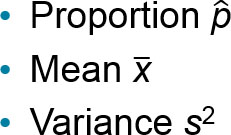 • Proportion p̂
• Mean x̄
• Variance s²